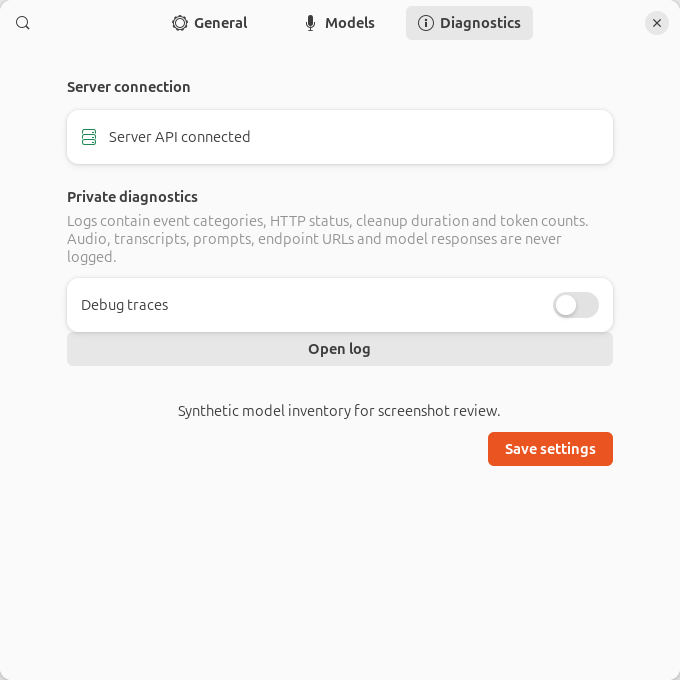 General
Models
Diagnostics
Server connection
Server API connected
Private diagnostics
Logs contain event categories, HTTP status, cleanup duration and token counts.
Audio, transcripts, prompts, endpoint URLs and model responses are never
logged.
Debug traces
Open log
Synthetic model inventory for screenshot review.
Save settings